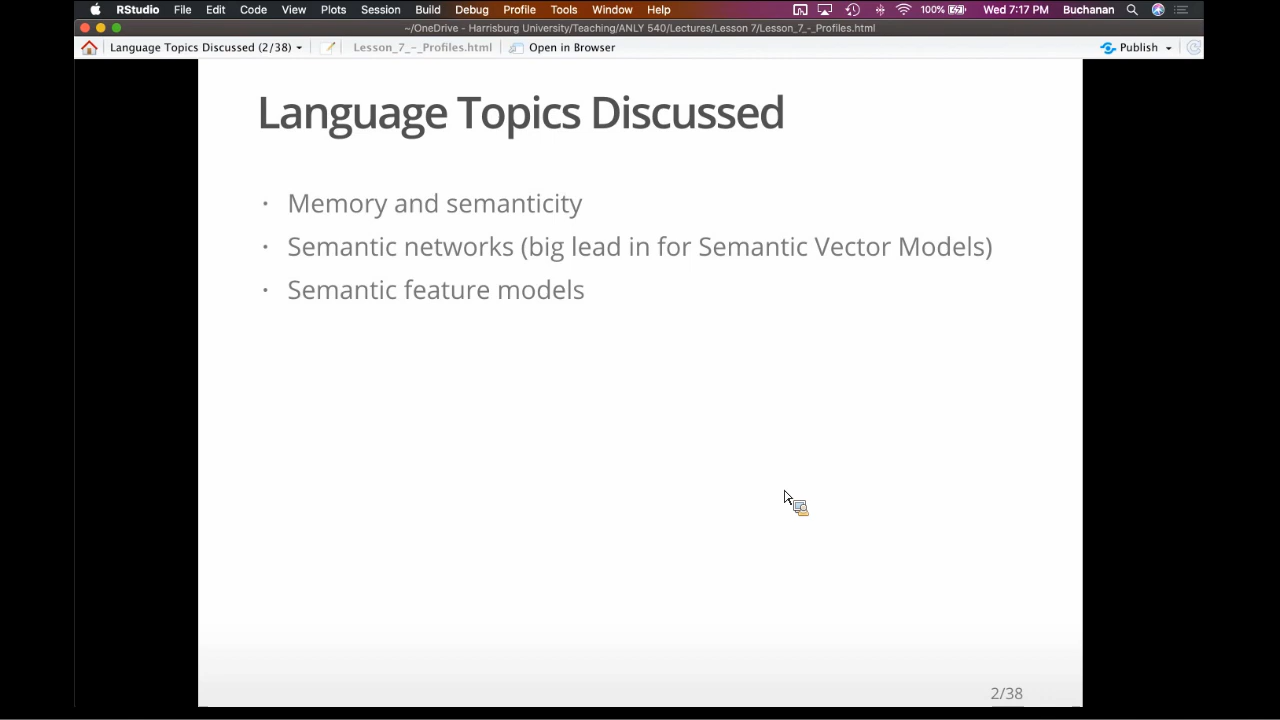 RStudio File Edit Code View Plots Session Build Debug Profile Tools Window Help 100% Wed 7:17 PM Buchanan
~/OneDrive - Harrisburg University/Teaching/ANLY 540/Lectures/Lesson 7/Lesson_7_-_Profiles.html
Language Topics Discussed (2/38) Lesson_7_-_Profiles.html Open in Browser Publish
Language Topics Discussed
· Memory and semanticity
· Semantic networks (big lead in for Semantic Vector Models)
· Semantic feature models
2/38